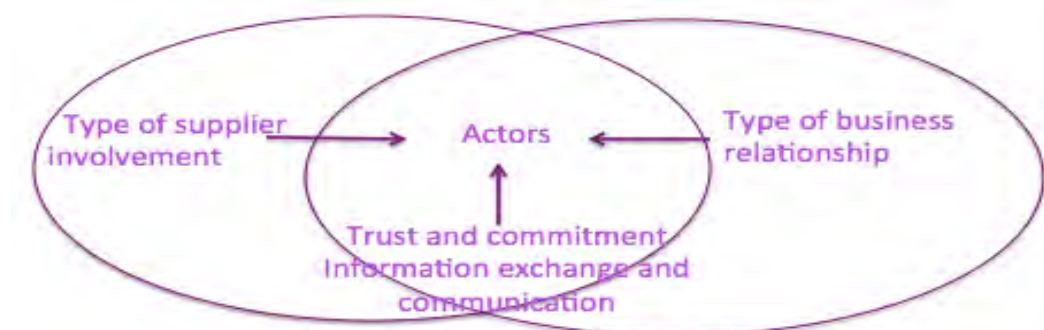 Type of supplier
involvement
Actors
Type of business
relationship
Trust and commitment
Information exchange and
communication